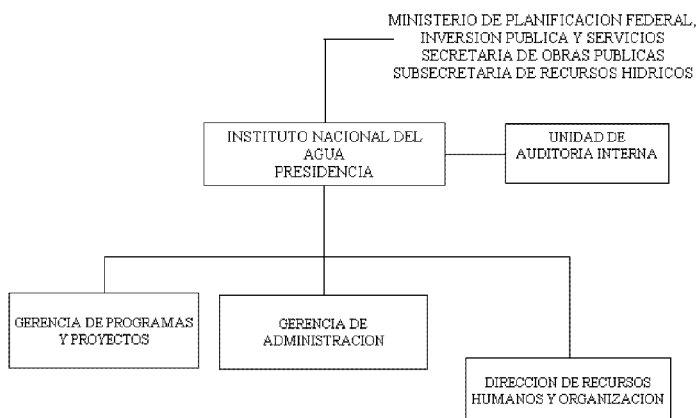 MINISTERIO DE PLANIFICACION FEDERAL,
INVERSION PUBLICA Y SERVICIOS
SECRETARIA DE OBRAS PUBLICAS
SUBSECRETARIA DE RECURSOS HIDRICOS
INSTITUTO NACIONAL DEL
AGUA
PRESIDENCIA
UNIDAD DE
AUDITORIA INTERNA
GERENCIA DE PROGRAMAS
Y PROYECTOS
GERENCIA DE
ADMINISTRACION
DIRECCION DE RECURSOS
HUMANOS Y ORGANIZACION